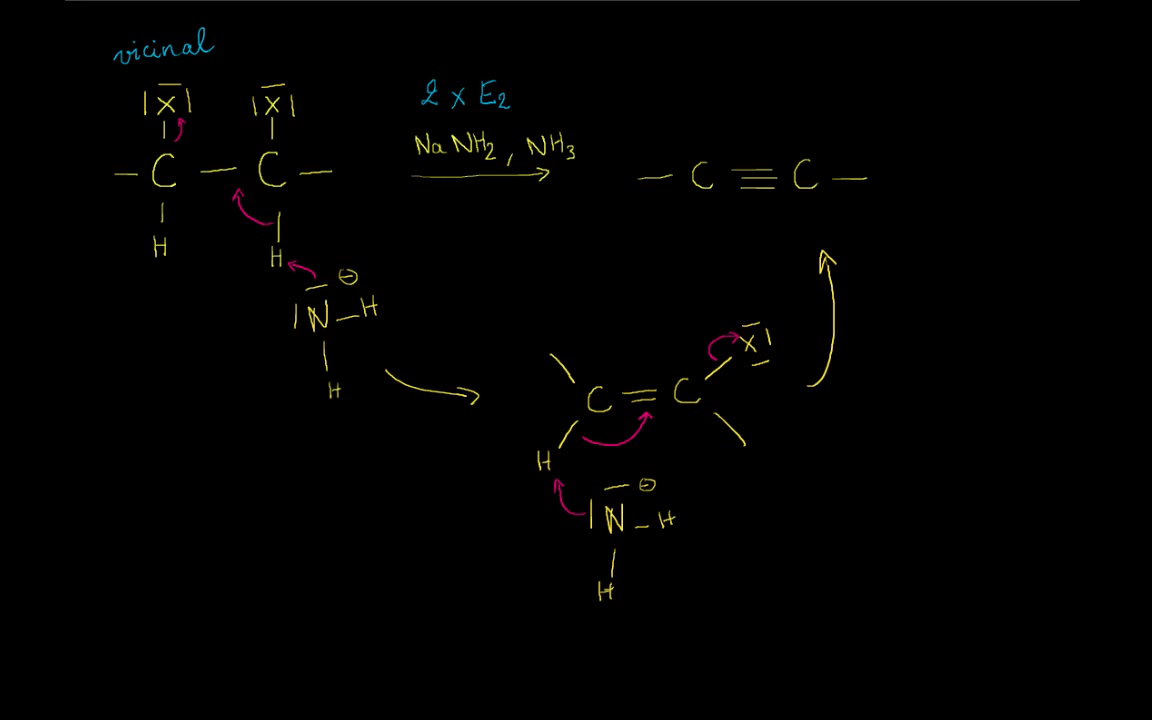 vicinal
|X̅| |X̅|
2 x E2
NaNH2, NH3
— C — C —
— C ≡ C —
H H
⊖
|N̅ — H
X|
H
C = C
H
⊖
|N̅ — H
H